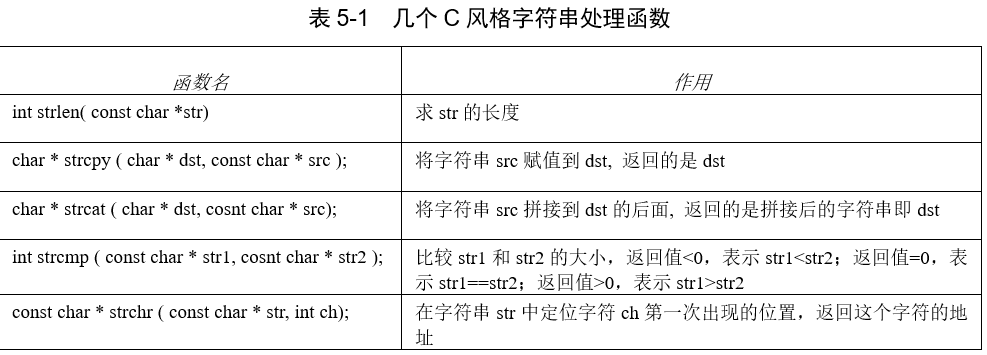 表 5-1 几个 C 风格字符串处理函数
函数名
作用
int strlen( const char *str)
求 str 的长度
char * strcpy ( char * dst, const char * src );
将字符串 src 赋值到 dst, 返回的是 dst
char * strcat ( char * dst, cosnt char * src);
将字符串 src 拼接到 dst 的后面, 返回的是拼接后的字符串即 dst
int strcmp ( const char * str1, cosnt char * str2 );
比较 str1 和 str2 的大小，返回值<0，表示 str1<str2；返回值=0，表
示 str1==str2；返回值>0，表示 str1>str2
const char * strchr ( const char * str, int ch);
在字符串 str 中定位字符 ch 第一次出现的位置，返回这个字符的地
址